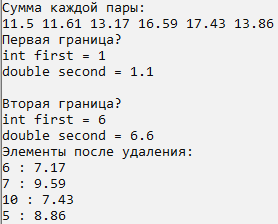 Сумма каждой пары:
11.5 11.61 13.17 16.59 17.43 13.86
Первая граница?
int first = 1
double second = 1.1
Вторая граница?
int first = 6
double second = 6.6
Элементы после удаления:
6 : 7.17
7 : 9.59
10 : 7.43
5 : 8.86